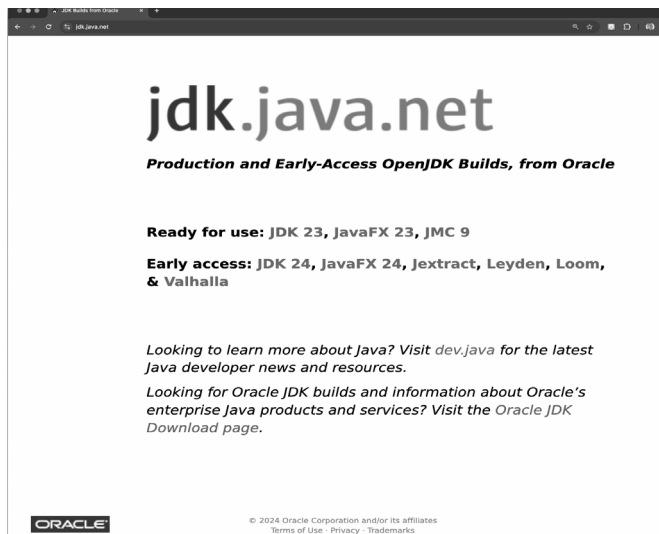 JDK Builds from Oracle
jdk.java.net
jdk.java.net
Production and Early-Access OpenJDK Builds, from Oracle
Ready for use: JDK 23, JavaFX 23, JMC 9
Early access: JDK 24, JavaFX 24, Jextract, Leyden, Loom,
& Valhalla
Looking to learn more about Java? Visit dev.java for the latest
Java developer news and resources.
Looking for Oracle JDK builds and information about Oracle’s
enterprise Java products and services? Visit the Oracle JDK
Download page.
ORACLE
© 2024 Oracle Corporation and/or its affiliates
Terms of Use · Privacy · Trademarks